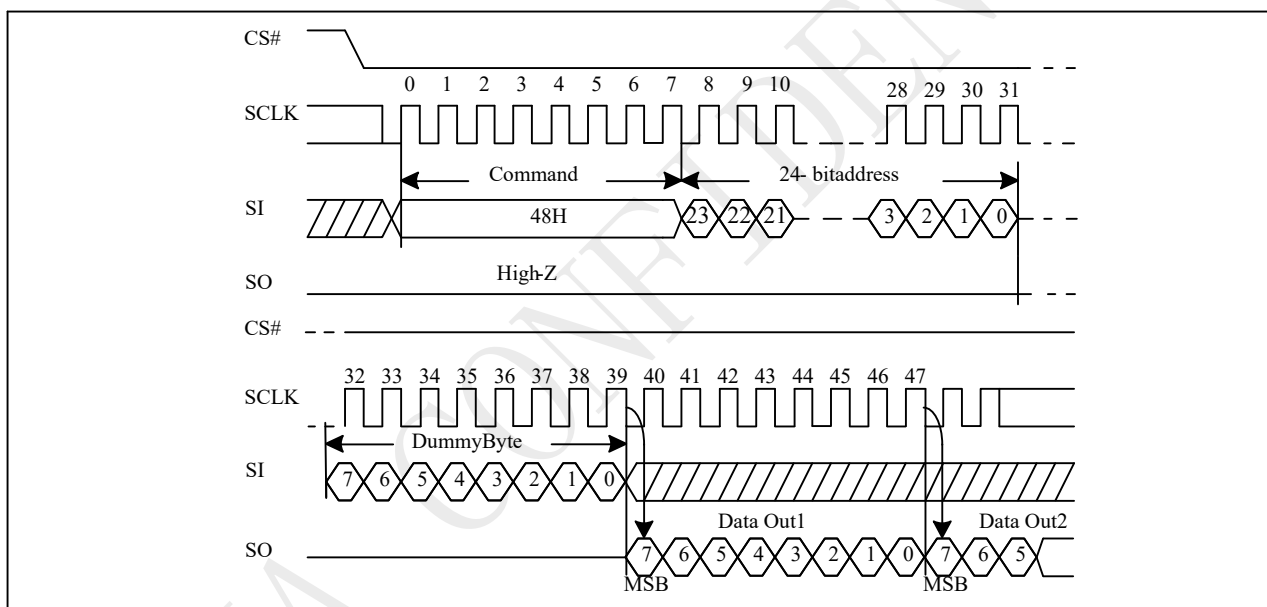 CS#
0 1 2 3 4 5 6 7 8 9 10 28 29 30 31
SCLK
Command 24- bitaddress
SI 48H 23 22 21 3 2 1 0
High-Z
SO
CS#
32 33 34 35 36 37 38 39 40 41 42 43 44 45 46 47
SCLK
DummyByte
SI 7 6 5 4 3 2 1 0
Data Out1 Data Out2
SO 7 6 5 4 3 2 1 0 7 6 5
MSB MSB
CONFIDEN